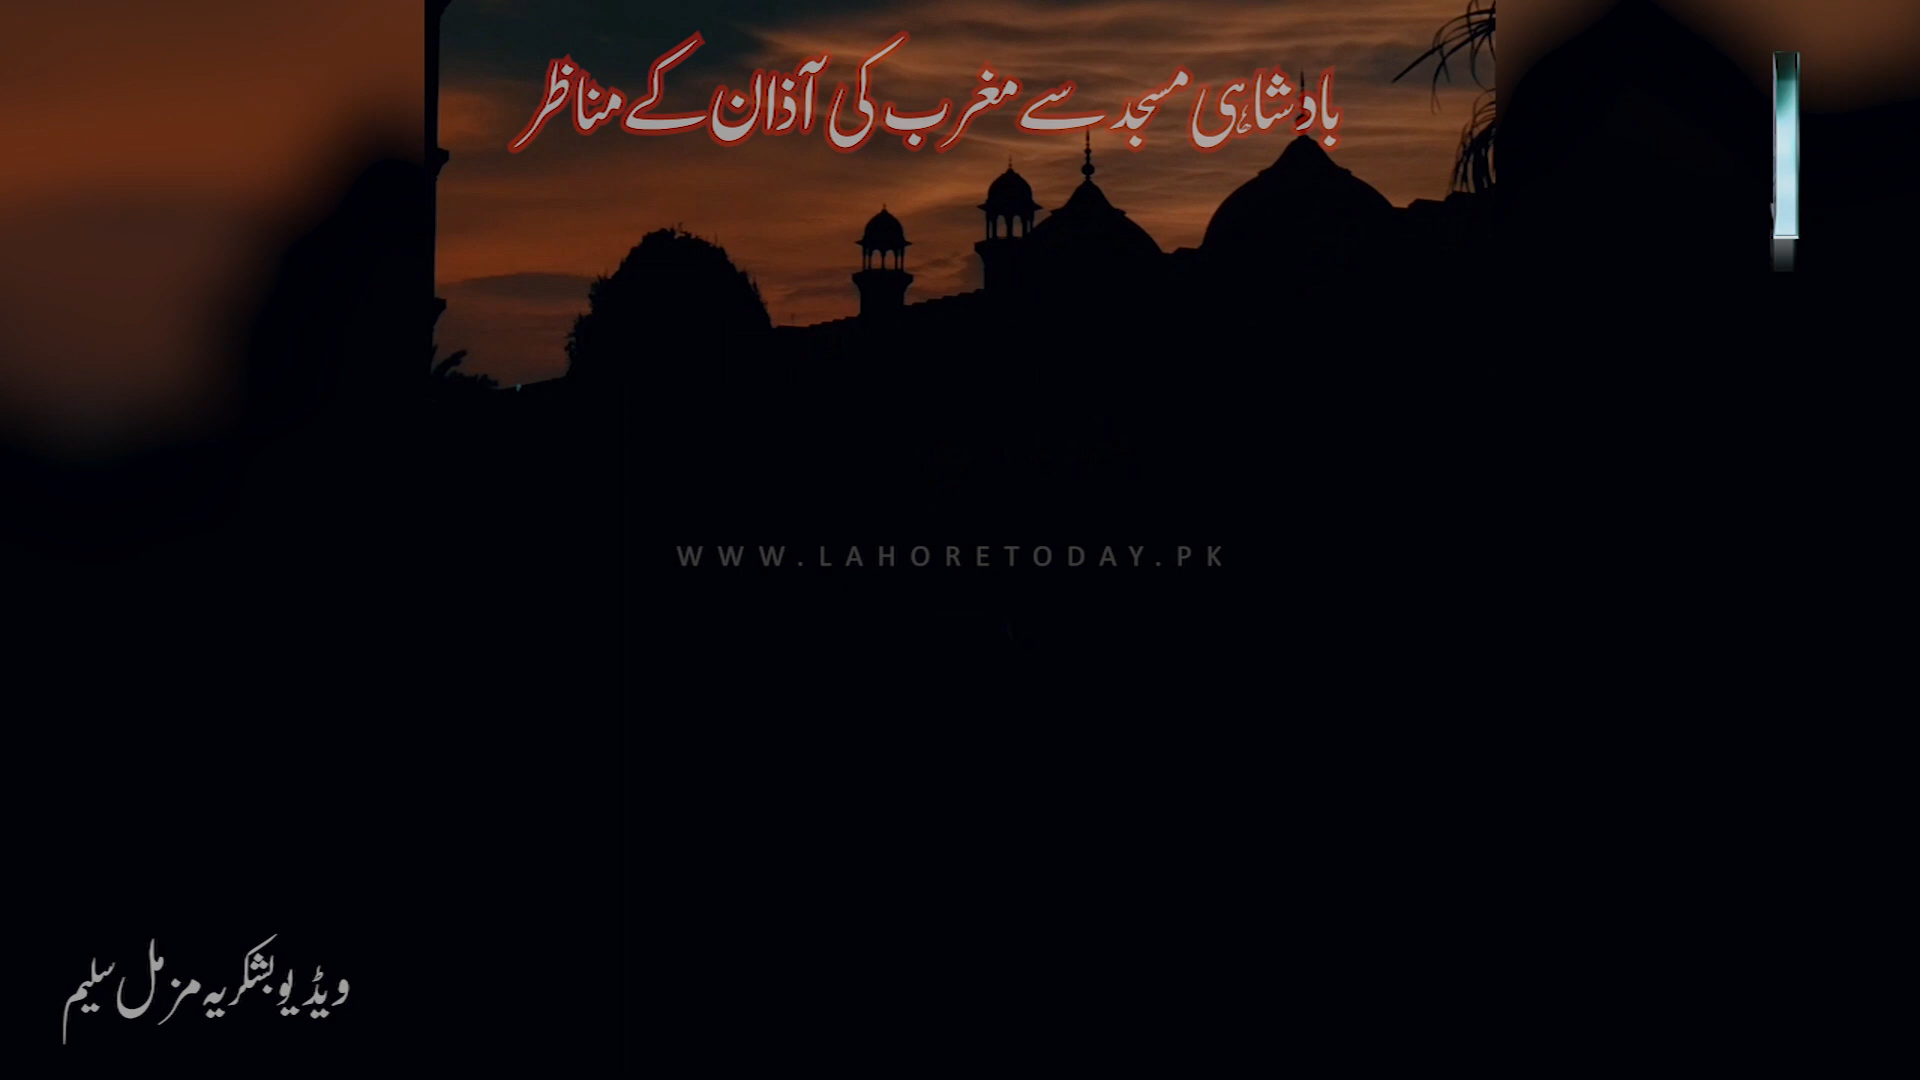 بادشاہی مسجد سے مغرب کی آذان کے مناظر
WWW.LAHORETODAY.PK
ویڈیو بشکریہ مزمل سلیم